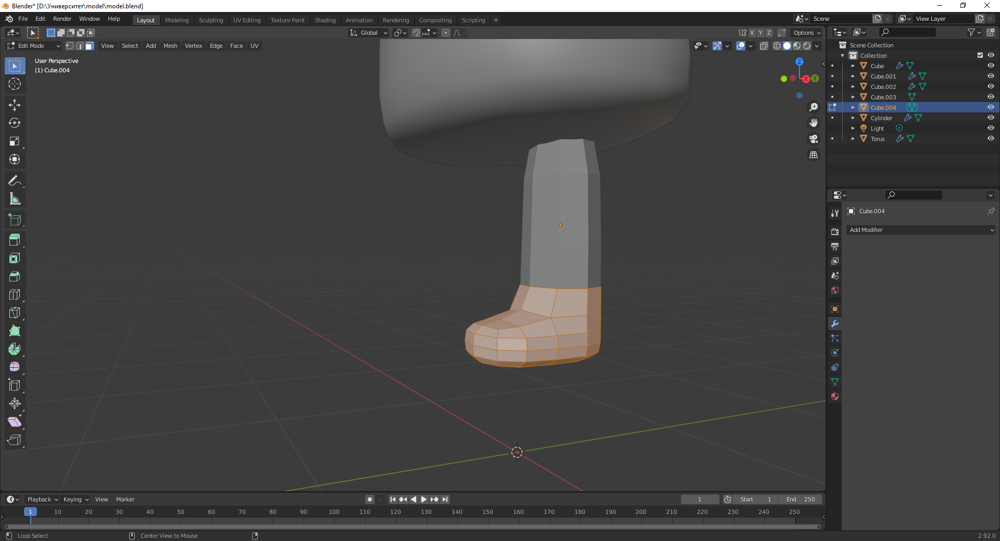 Blender* [D:\Университет\model\model.blend]
File Edit Render Window Help Layout Modeling Sculpting UV Editing Texture Paint Shading Animation Rendering Compositing Scripting + Scene View Layer
Global X Y Z Options
Edit Mode View Select Add Mesh Vertex Edge Face UV
User Perspective
(1) Cube.004
Z
X Y
Scene Collection
Collection
Cube
Cube.001
Cube.002
Cube.003
Cube.004
Cylinder
Light
Torus
Cube.004
Add Modifier
Playback Keying View Marker 1 Start 1 End 250
1 10 20 30 40 50 60 70 80 90 100 110 120 130 140 150 160 170 180 190 200 210 220 230 240 250
Loop Select Center View to Mouse 2.92.0